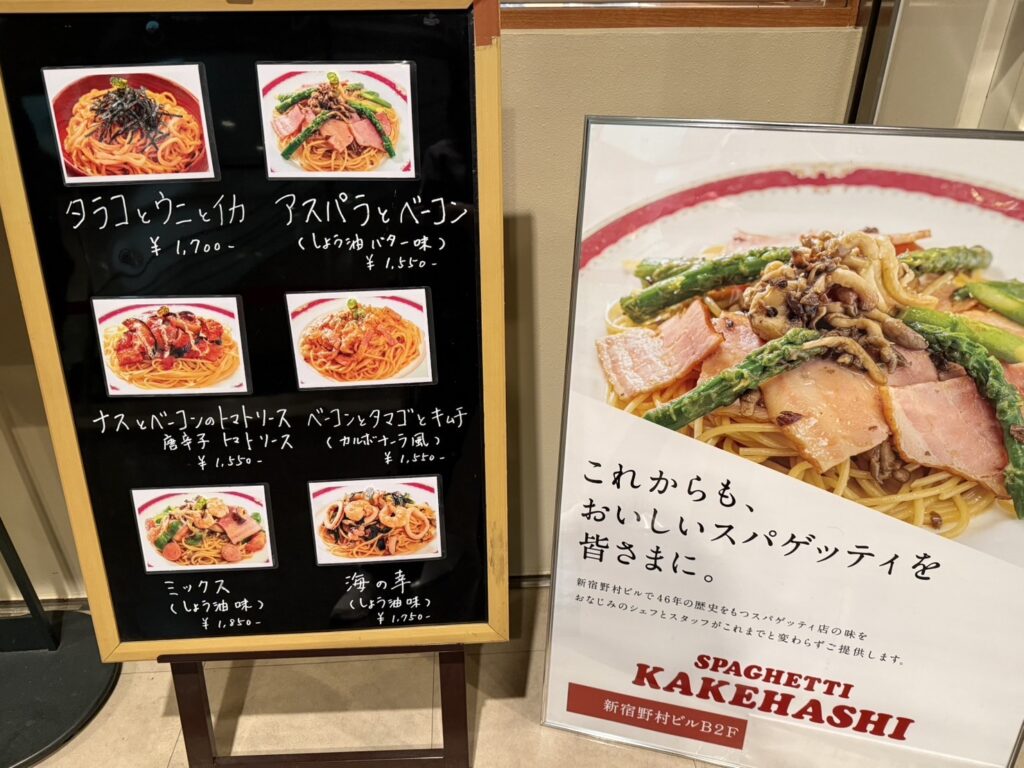 タラコとウニとイカ
¥1,700-
アスパラとベーコン
(しょう油バター味)
¥1,550-
ナスとベーコンのトマトソース
唐辛子トマトソース
¥1,550-
ベーコンとタマゴとキムチ
(カルボナーラ風)
¥1,550-
ミックス
(しょう油味)
¥1,850-
海の幸
(しょう油味)
¥1,750-
これからも、
おいしいスパゲッティを
皆さまに。
新宿野村ビルで46年の歴史をもつスパゲッティ店の味を
おなじみのシェフとスタッフがこれまでと変わらずご提供します。
SPAGHETTI
KAKEHASHI
新宿野村ビルB2F